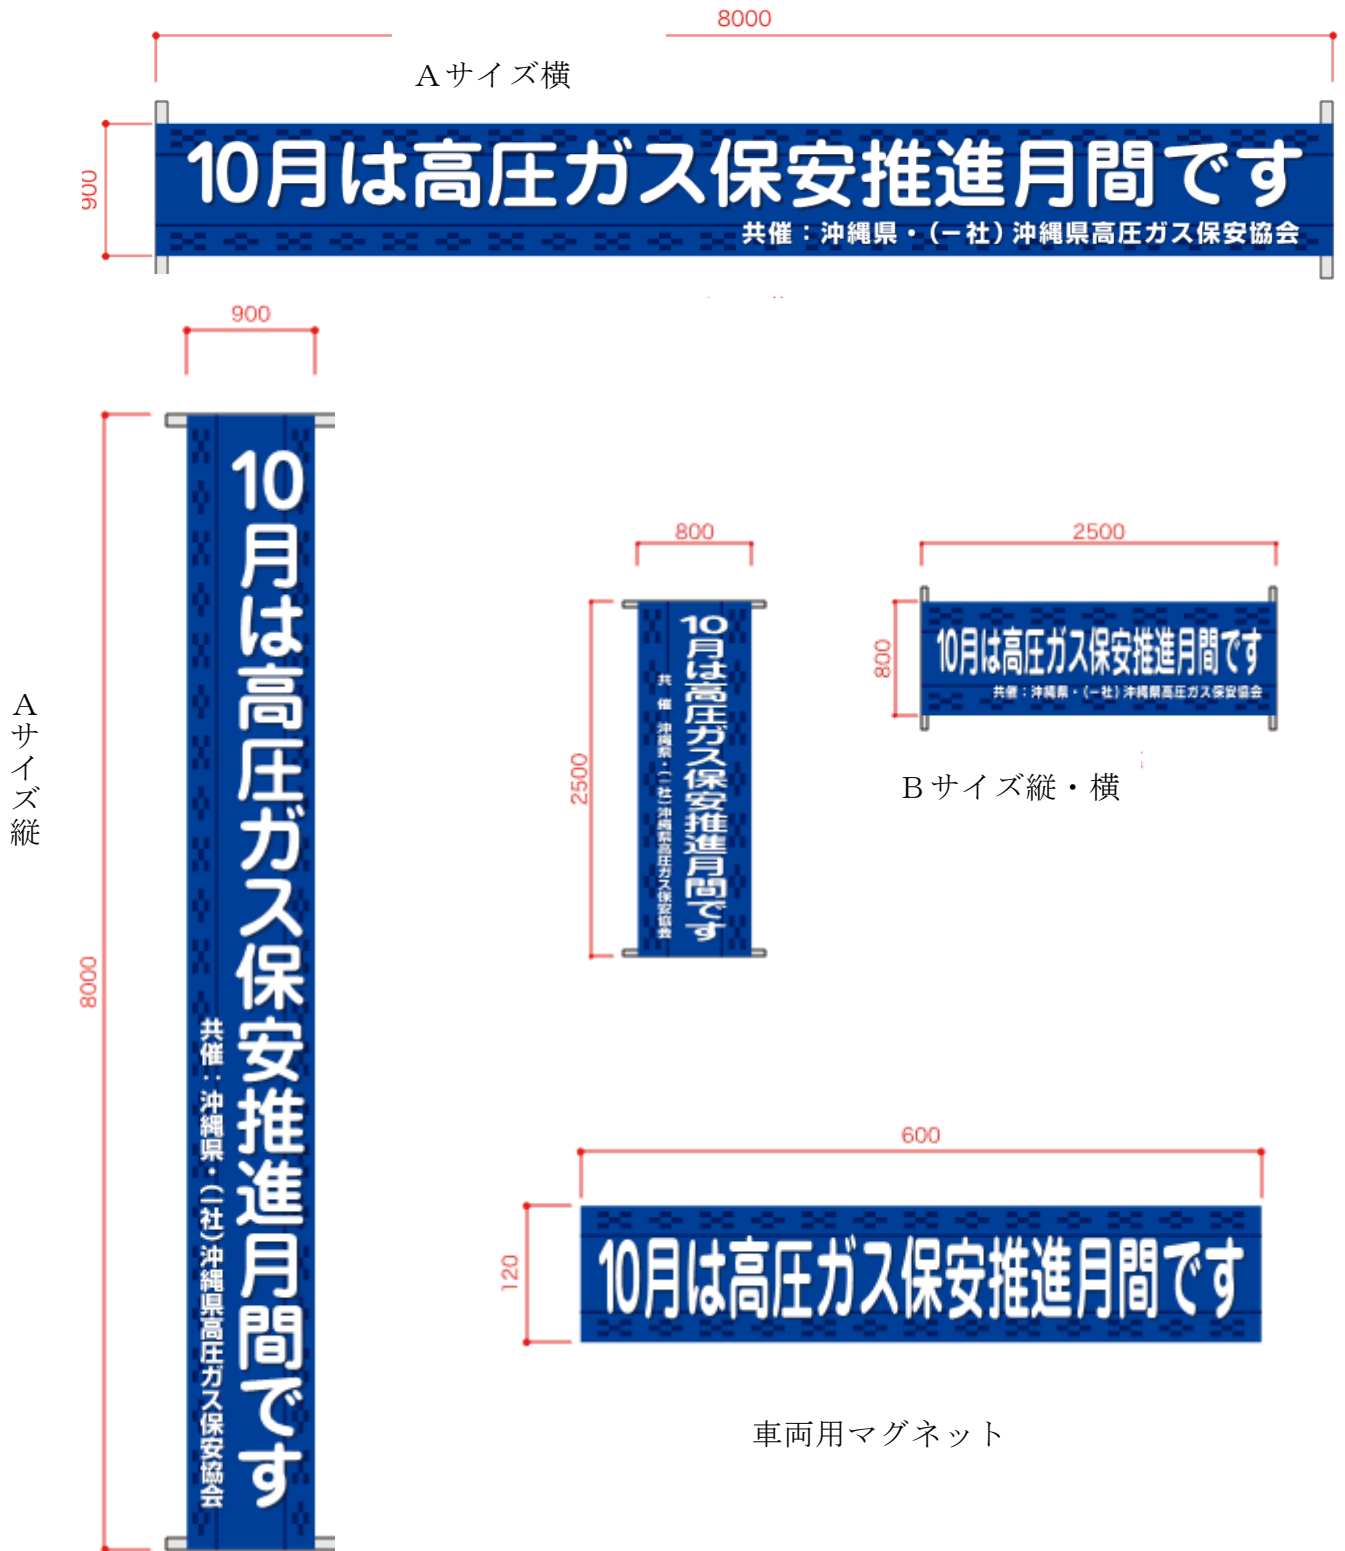 8000
Ａサイズ横
900
10月は高圧ガス保安推進月間です
共催：沖縄県・(一社)沖縄県高圧ガス保安協会
900
Ａサイズ縦
8000
10月は高圧ガス保安推進月間です
共催：沖縄県・(一社)沖縄県高圧ガス保安協会
800
2500
10月は高圧ガス保安推進月間です
共 催 沖縄県・(一社)沖縄県高圧ガス保安協会
2500
800
10月は高圧ガス保安推進月間です
共催：沖縄県・(一社)沖縄県高圧ガス保安協会
Ｂサイズ縦・横
600
120
10月は高圧ガス保安推進月間です
車両用マグネット